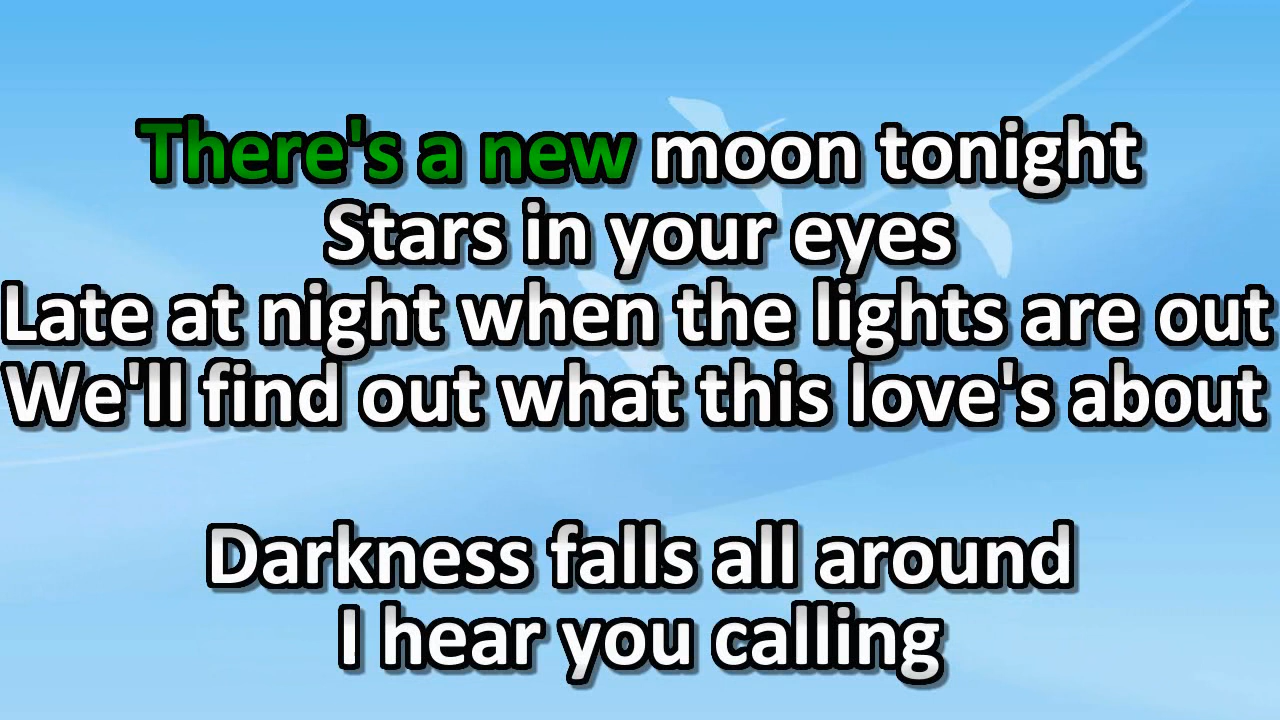 There's a new moon tonight
Stars in your eyes
Late at night when the lights are out
We'll find out what this love's about
Darkness falls all around
I hear you calling